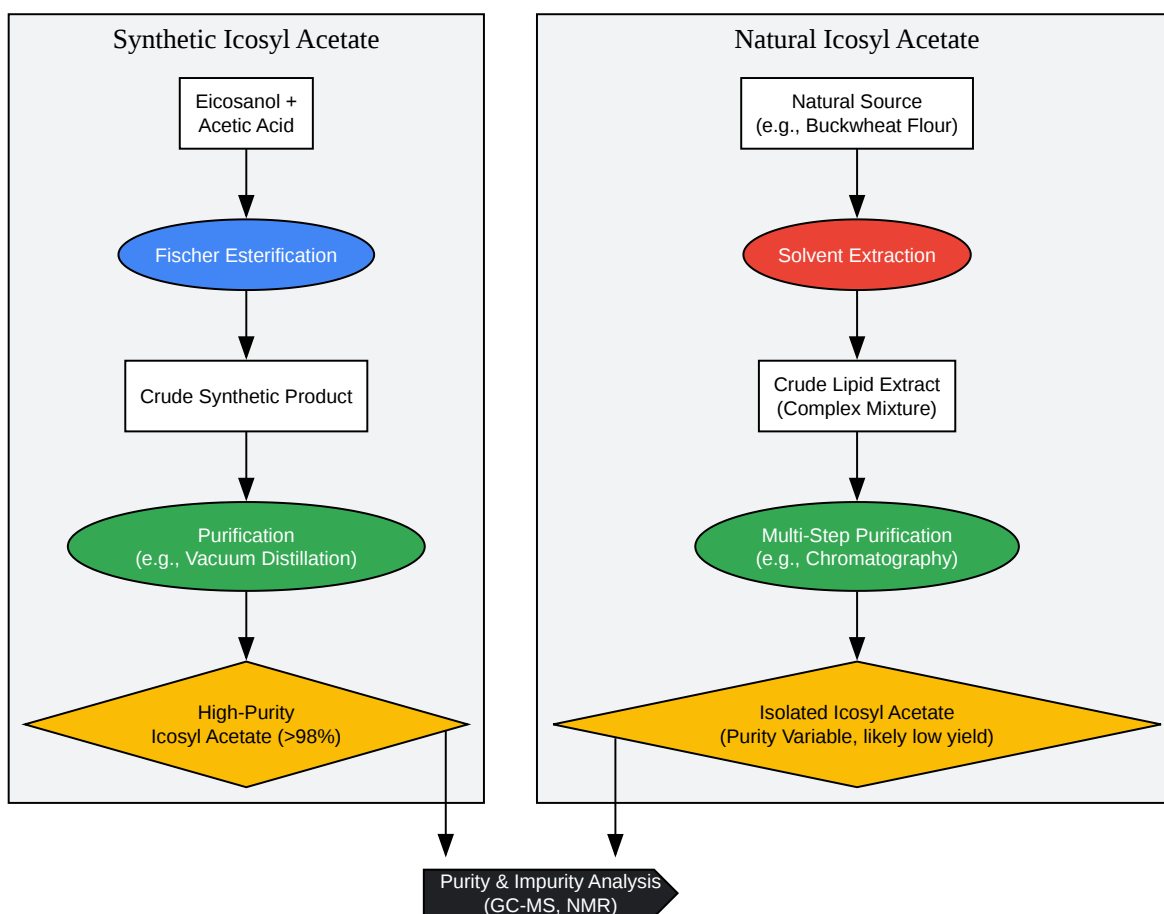 Synthetic Icosyl Acetate
Eicosanol +
Acetic Acid
Fischer Esterification
Crude Synthetic Product
Purification
(e.g., Vacuum Distillation)
High-Purity
Icosyl Acetate (>98%)
Natural Icosyl Acetate
Natural Source
(e.g., Buckwheat Flour)
Solvent Extraction
Crude Lipid Extract
(Complex Mixture)
Multi-Step Purification
(e.g., Chromatography)
Isolated Icosyl Acetate
(Purity Variable, likely low yield)
Purity & Impurity Analysis
(GC-MS, NMR)